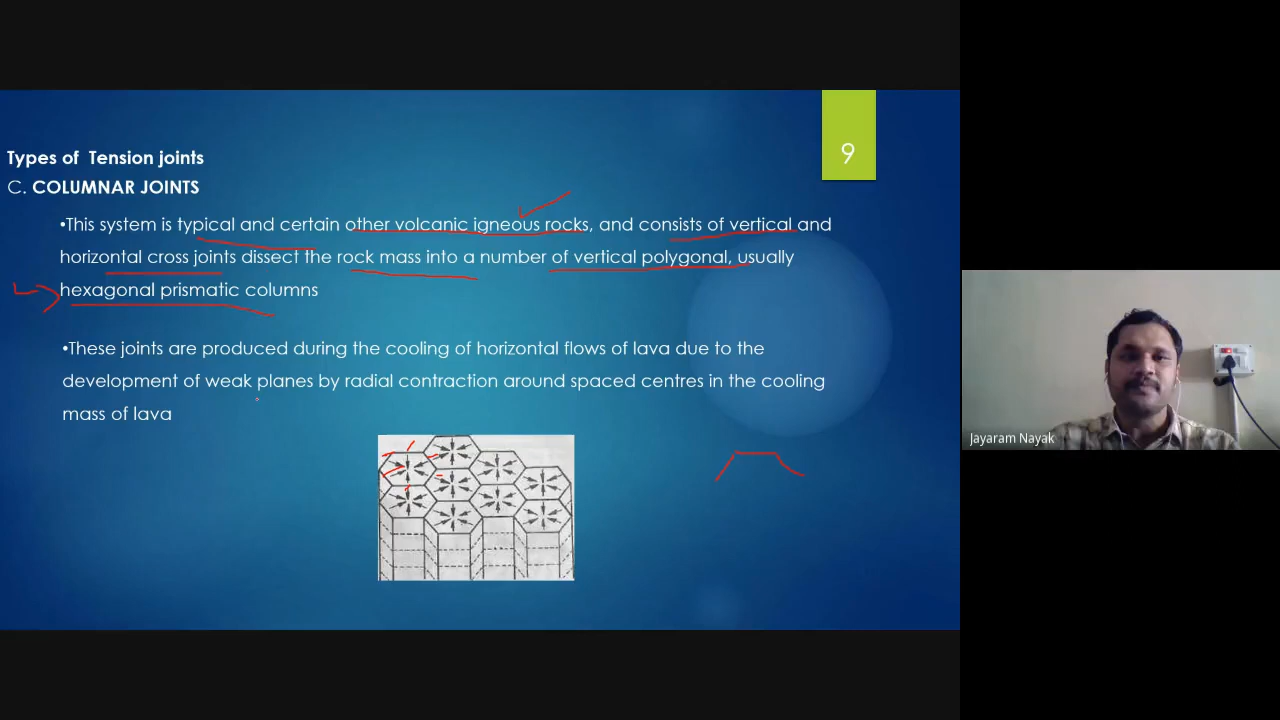 9
Types of Tension joints
C. COLUMNAR JOINTS
•This system is typical and certain other volcanic igneous rocks, and consists of vertical and
horizontal cross joints dissect the rock mass into a number of vertical polygonal, usually
hexagonal prismatic columns
•These joints are produced during the cooling of horizontal flows of lava due to the
development of weak planes by radial contraction around spaced centres in the cooling
mass of lava
Jayaram Nayak